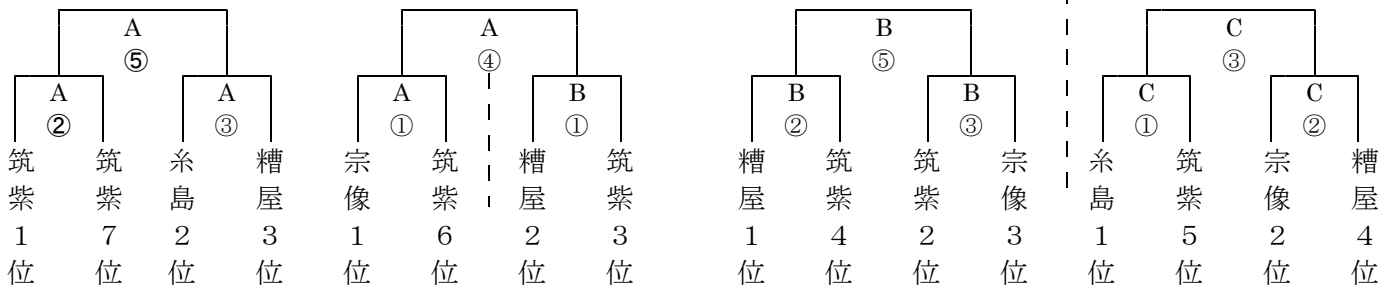 A A B C
⑤ ④ ⑤ ③
A A A B B B C C
② ③ ① ① ② ③ ① ②
筑紫1位
筑紫7位
糸島2位
糟屋3位
宗像1位
筑紫6位
糟屋2位
筑紫3位
糟屋1位
筑紫4位
筑紫2位
宗像3位
糸島1位
筑紫5位
宗像2位
糟屋4位